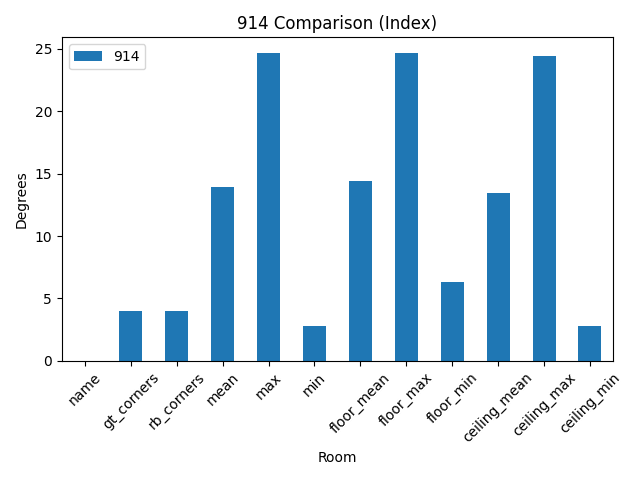 914 Comparison (Index)
914
25
20
15
10
5
0
Degrees
name
gt_corners
rb_corners
mean
max
min
floor_mean
floor_max
floor_min
ceiling_mean
ceiling_max
ceiling_min
Room